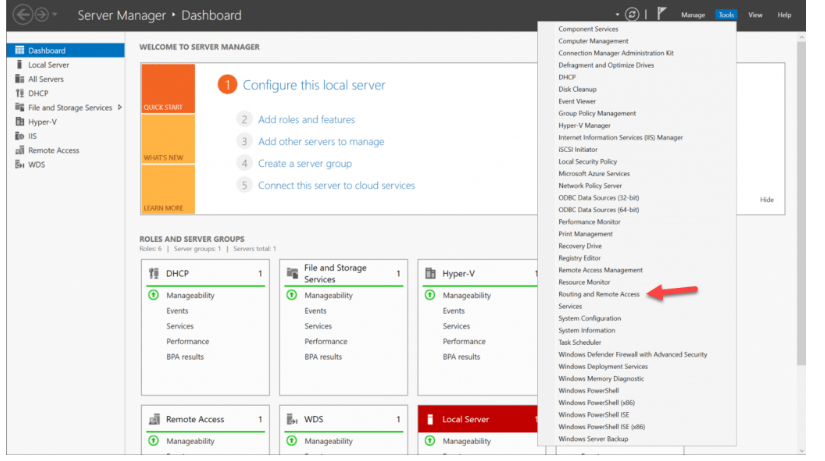 Server Manager • Dashboard
Manage Tools View Help
Dashboard
Local Server
All Servers
DHCP
File and Storage Services
Hyper-V
IIS
Remote Access
WDS
WELCOME TO SERVER MANAGER
QUICK START
WHAT'S NEW
LEARN MORE
1 Configure this local server
2 Add roles and features
3 Add other servers to manage
4 Create a server group
5 Connect this server to cloud services
Hide
ROLES AND SERVER GROUPS
Roles: 6 | Server groups: 1 | Servers total: 1
DHCP 1
Manageability
Events
Services
Performance
BPA results
File and Storage Services 1
Manageability
Events
Services
Performance
BPA results
Hyper-V 1
Manageability
Events
Services
Performance
BPA results
Remote Access 1
Manageability
WDS 1
Manageability
Local Server 1
Manageability
Component Services
Computer Management
Connection Manager Administration Kit
Defragment and Optimize Drives
DHCP
Disk Cleanup
Event Viewer
Group Policy Management
Hyper-V Manager
Internet Information Services (IIS) Manager
iSCSI Initiator
Local Security Policy
Microsoft Azure Services
Network Policy Server
ODBC Data Sources (32-bit)
ODBC Data Sources (64-bit)
Performance Monitor
Print Management
Recovery Drive
Registry Editor
Remote Access Management
Resource Monitor
Routing and Remote Access
Services
System Configuration
System Information
Task Scheduler
Windows Defender Firewall with Advanced Security
Windows Deployment Services
Windows Memory Diagnostic
Windows PowerShell
Windows PowerShell (x86)
Windows PowerShell ISE
Windows PowerShell ISE (x86)
Windows Server Backup